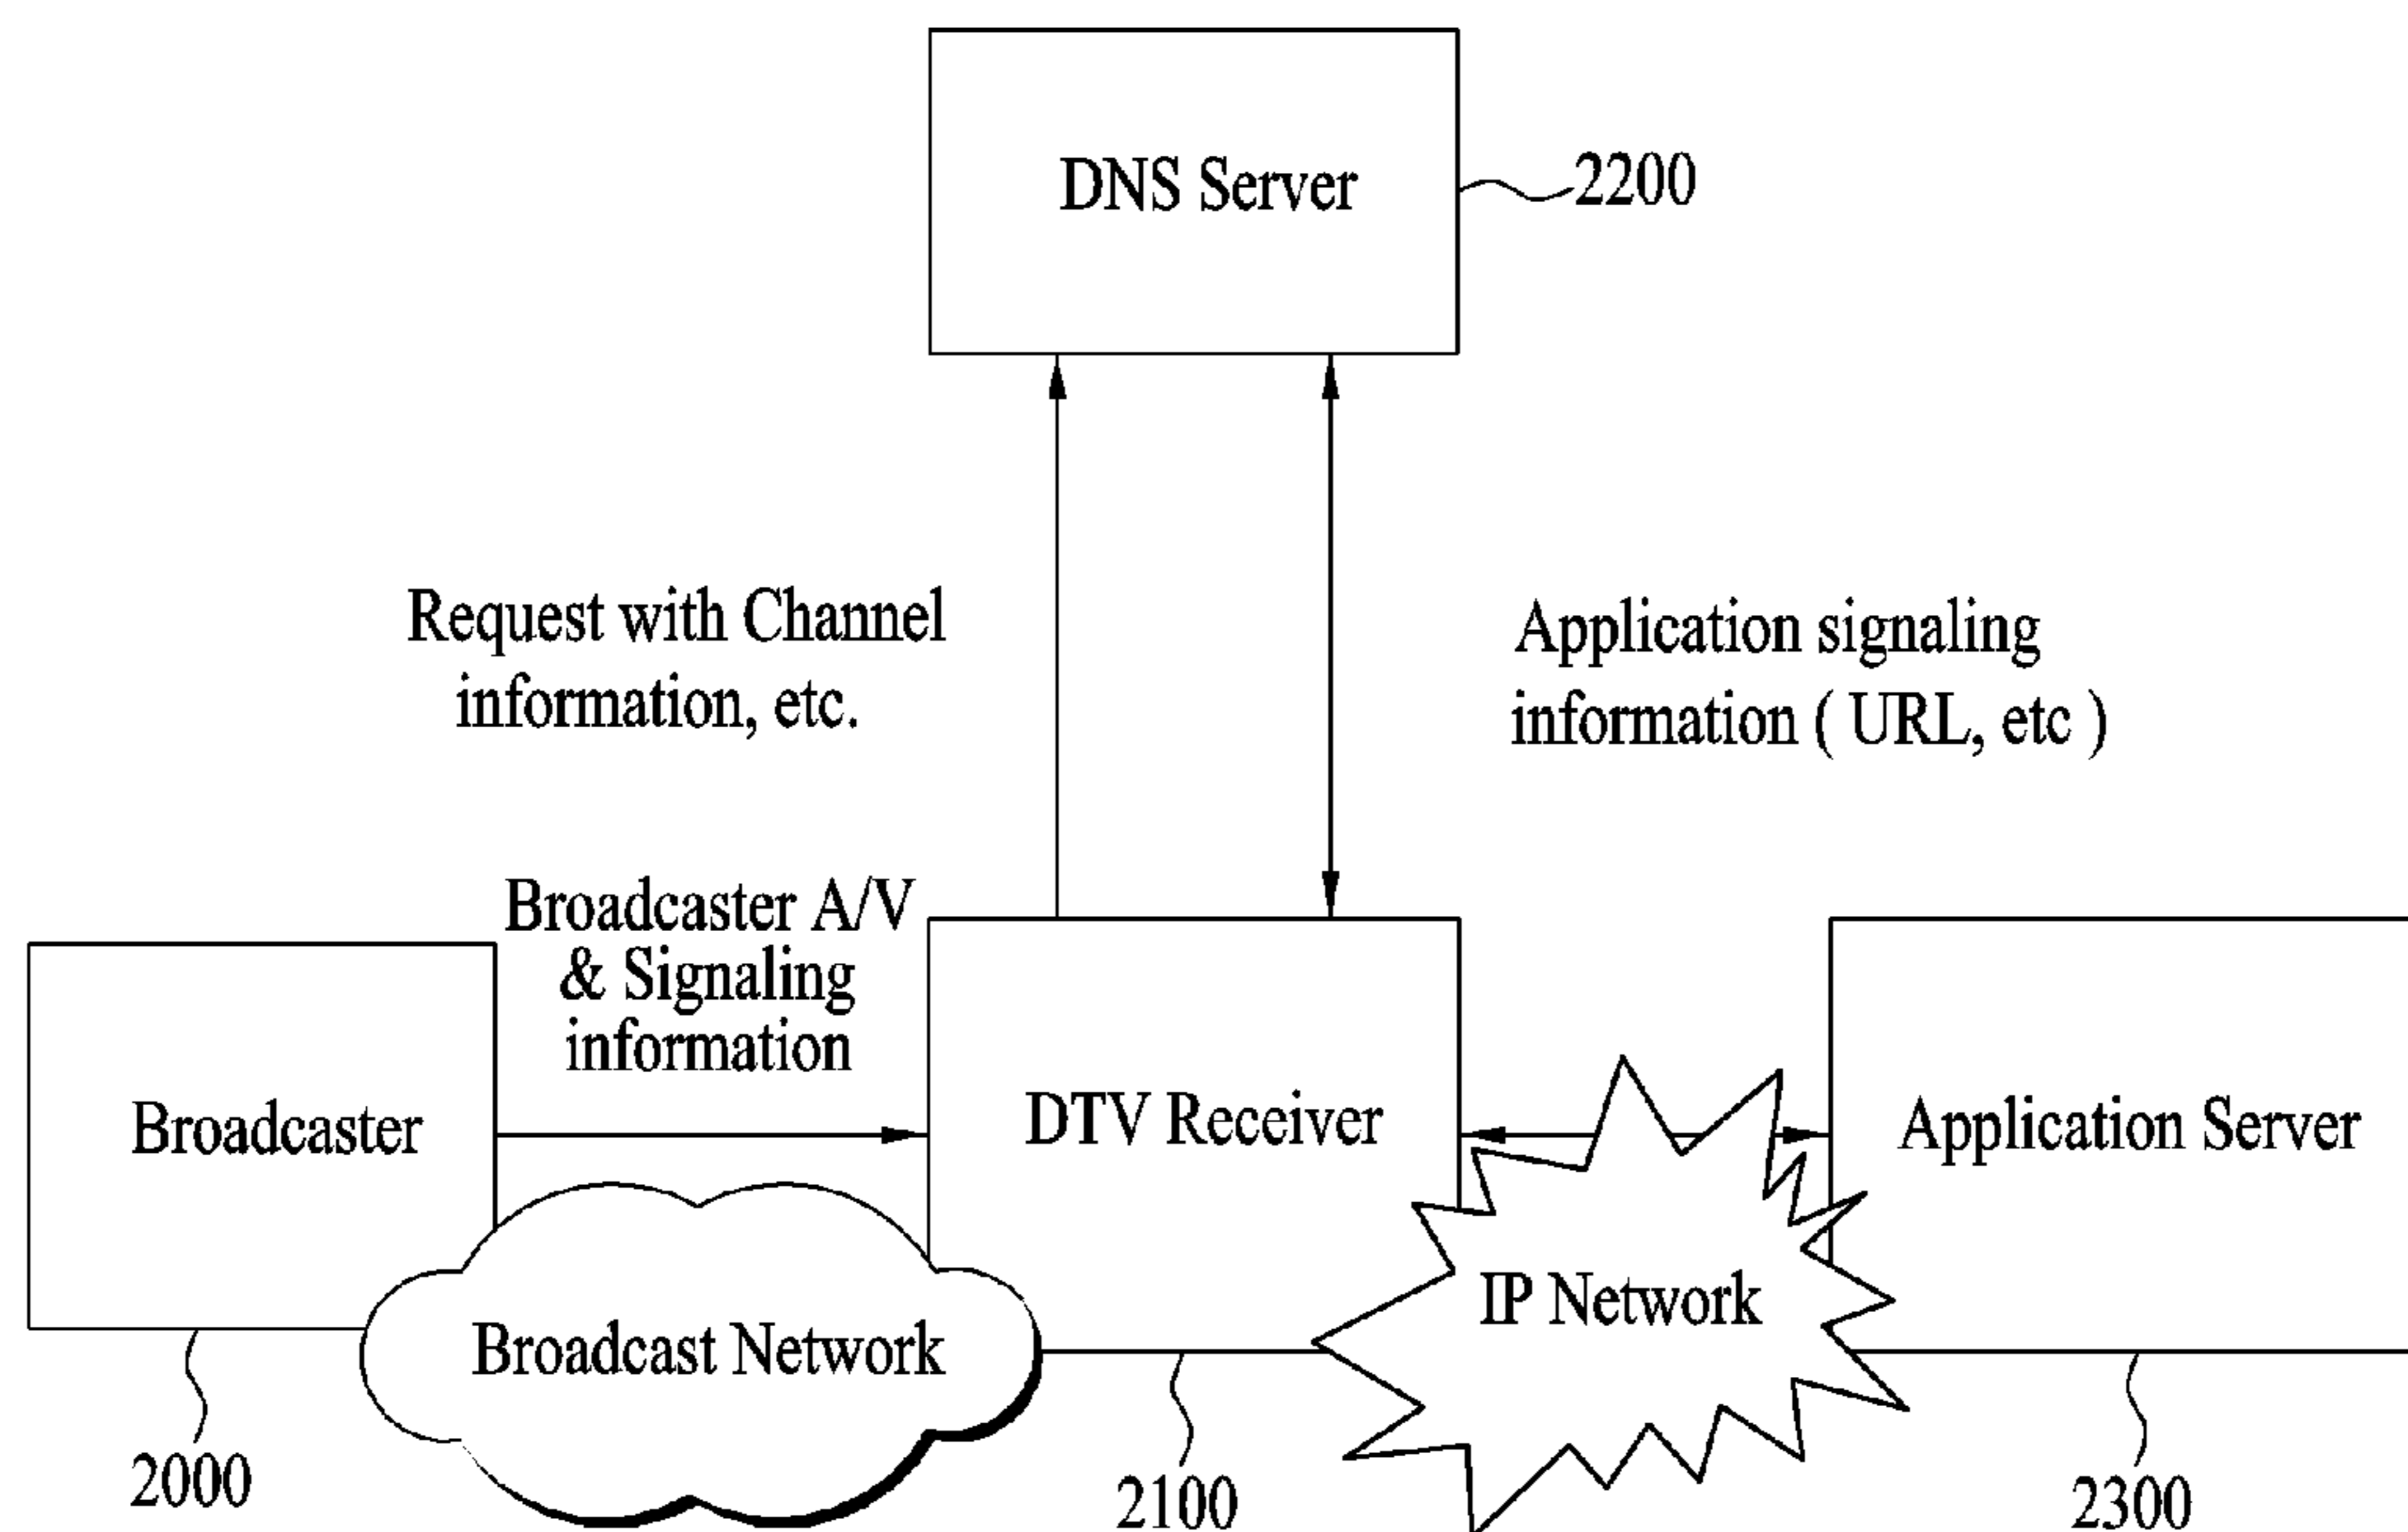 DNS Server
2200
Request with Channel
information, etc.
Application signaling
information ( URL, etc )
Broadcaster A/V
& Signaling
information
Broadcaster
DTV Receiver
Application Server
IP Network
Broadcast Network
2000
2100
2300